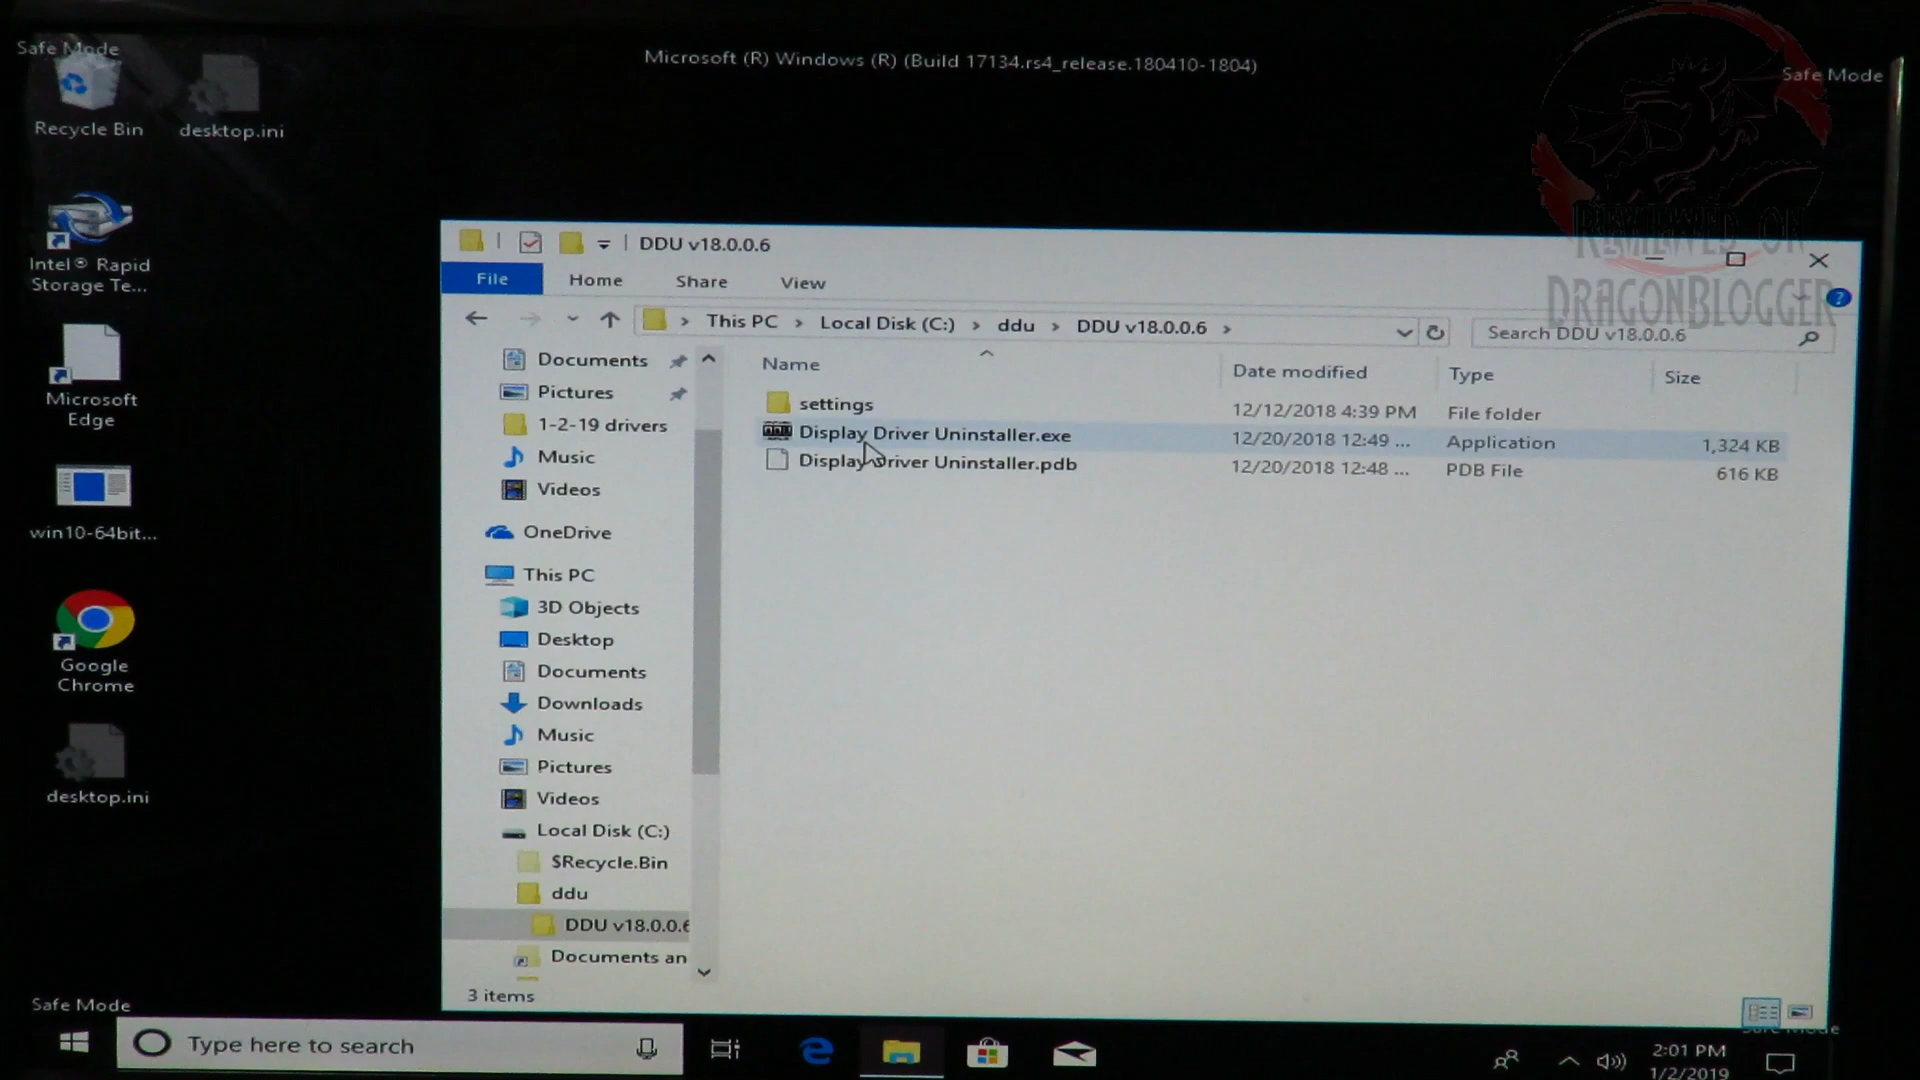 Safe Mode
Microsoft (R) Windows (R) (Build 17134.rs4_release.180410-1804)
Safe Mode
Recycle Bin
desktop.ini
Intel® Rapid
Storage Te...
Microsoft
Edge
win10-64bit...
Google
Chrome
desktop.ini
REVIEWED ON
DRAGONBLOGGER
DDU v18.0.0.6
File Home Share View
This PC > Local Disk (C:) > ddu > DDU v18.0.0.6 >
Search DDU v18.0.0.6
Documents
Pictures
1-2-19 drivers
Music
Videos
OneDrive
This PC
3D Objects
Desktop
Documents
Downloads
Music
Pictures
Videos
Local Disk (C:)
$Recycle.Bin
ddu
DDU v18.0.0.6
Documents an
Name Date modified Type Size
settings 12/12/2018 4:39 PM File folder
Display Driver Uninstaller.exe 12/20/2018 12:49 ... Application 1,324 KB
Display Driver Uninstaller.pdb 12/20/2018 12:48 ... PDB File 616 KB
3 items
Safe Mode
Safe Mode
Type here to search
2:01 PM
1/2/2019